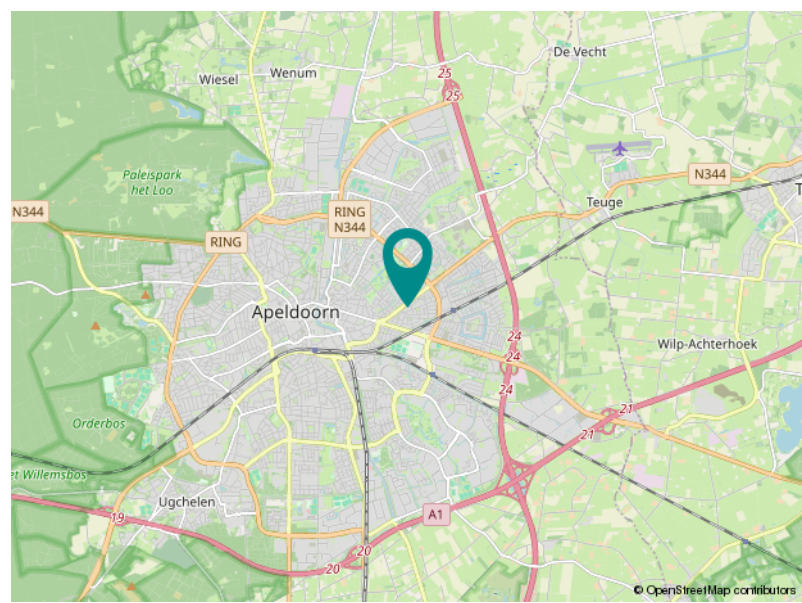 De Vecht
Wiesel
Wenum
25
25
Paleispark
het Loo
N344
N344
Teuge
T
RING
N344
RING
Apeldoorn
24
24
24
Wilp-Achterhoek
21
21
Orderbos
et Willemsbos
Ugchelen
19
A1
20
20
© OpenStreetMap contributors